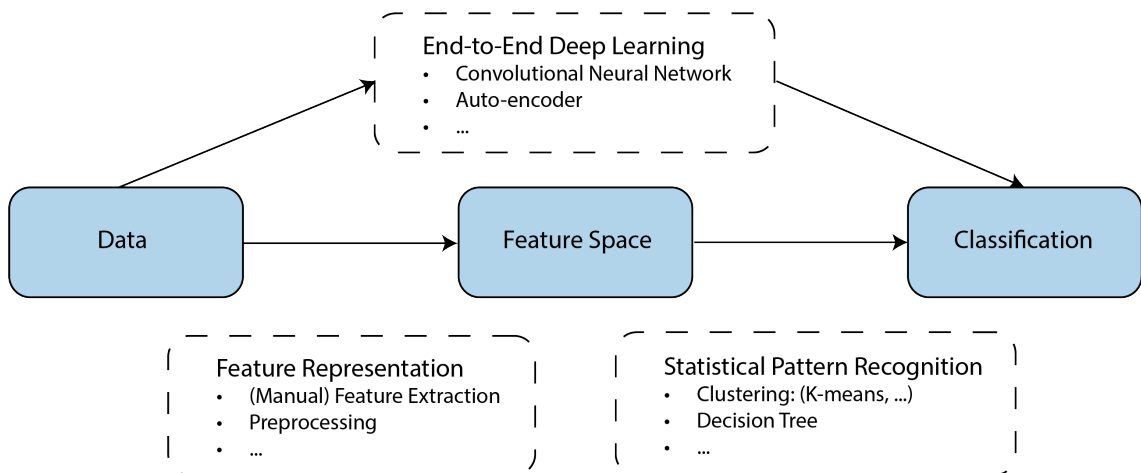 End-to-End Deep Learning
• Convolutional Neural Network
• Auto-encoder
• ...
Data
Feature Space
Classification
Feature Representation
• (Manual) Feature Extraction
• Preprocessing
• ...
Statistical Pattern Recognition
• Clustering: (K-means, ...)
• Decision Tree
• ...